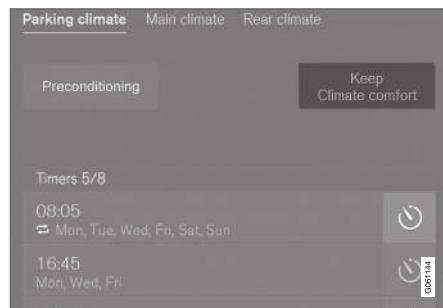 Parking climate Main climate Rear climate
Preconditioning
Keep
Climate comfort
Timers 5/8
08:05
Mon, Tue, Wed, Fri, Sat, Sun
16:45
Mon, Wed, Fri
G061144